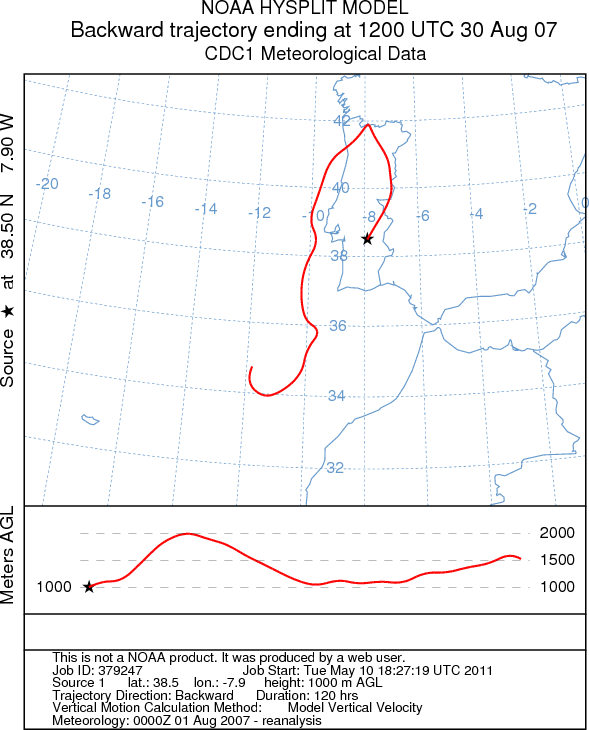 NOAA HYSPLIT MODEL
Backward trajectory ending at 1200 UTC 30 Aug 07
CDC1 Meteorological Data
Source ★ at 38.50 N 7.90 W
42
-20
-18
-16
-14
-12
-10
-8
-6
-4
-2
0
40
38
36
34
32
Meters AGL
2000
1500
1000
1000
This is not a NOAA product. It was produced by a web user.
Job ID: 379247 Job Start: Tue May 10 18:27:19 UTC 2011
Source 1 lat.: 38.5 lon.: -7.9 height: 1000 m AGL
Trajectory Direction: Backward Duration: 120 hrs
Vertical Motion Calculation Method: Model Vertical Velocity
Meteorology: 0000Z 01 Aug 2007 - reanalysis